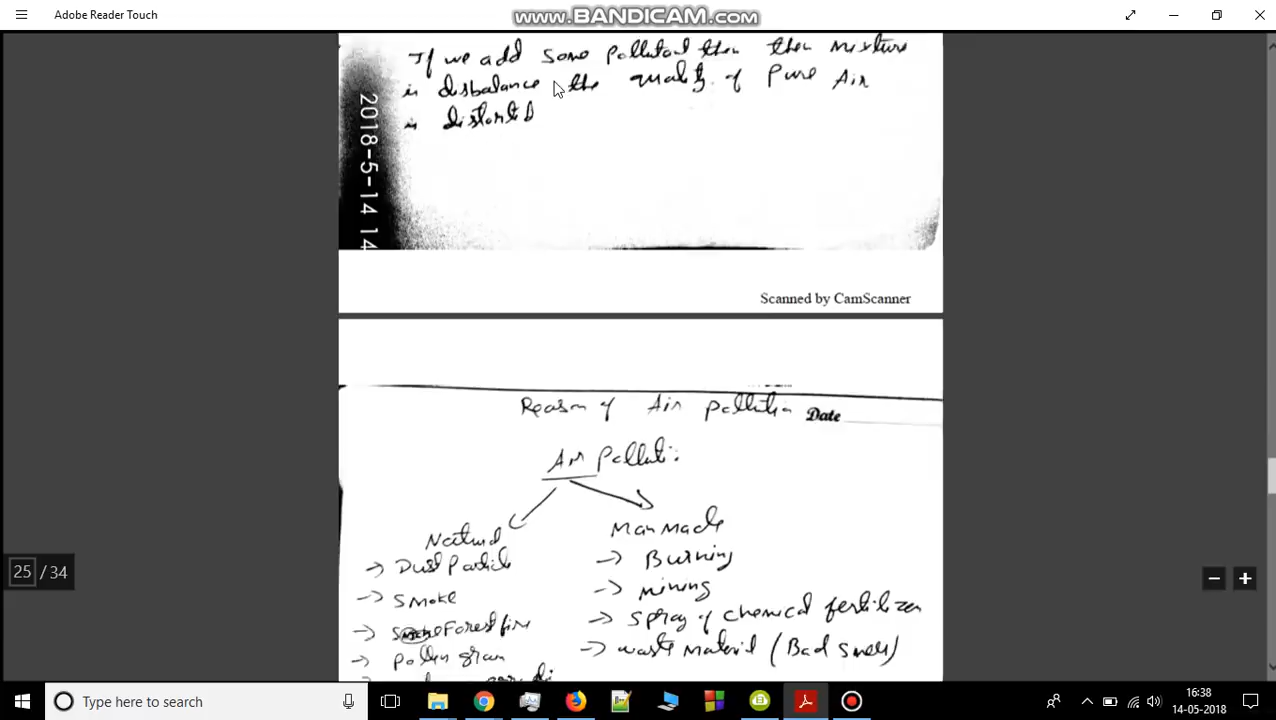 Adobe Reader Touch
www.BANDICAM.com
If we add some pollutant then then mixture
is disbalance the quality of Pure Air
is distorted
2018-5-14 14
Scanned by CamScanner
Reason of Air pollution Date
Air Polluti
Natural
Man Made
→ Dust Particle
→ Burning
→ Smoke
→ Mining
→ Forest fire
→ Spray of chemical fertilizer
→ Pollen grain
→ waste Material (Bad smell)
25 / 34
Type here to search
16:38
14-05-2018